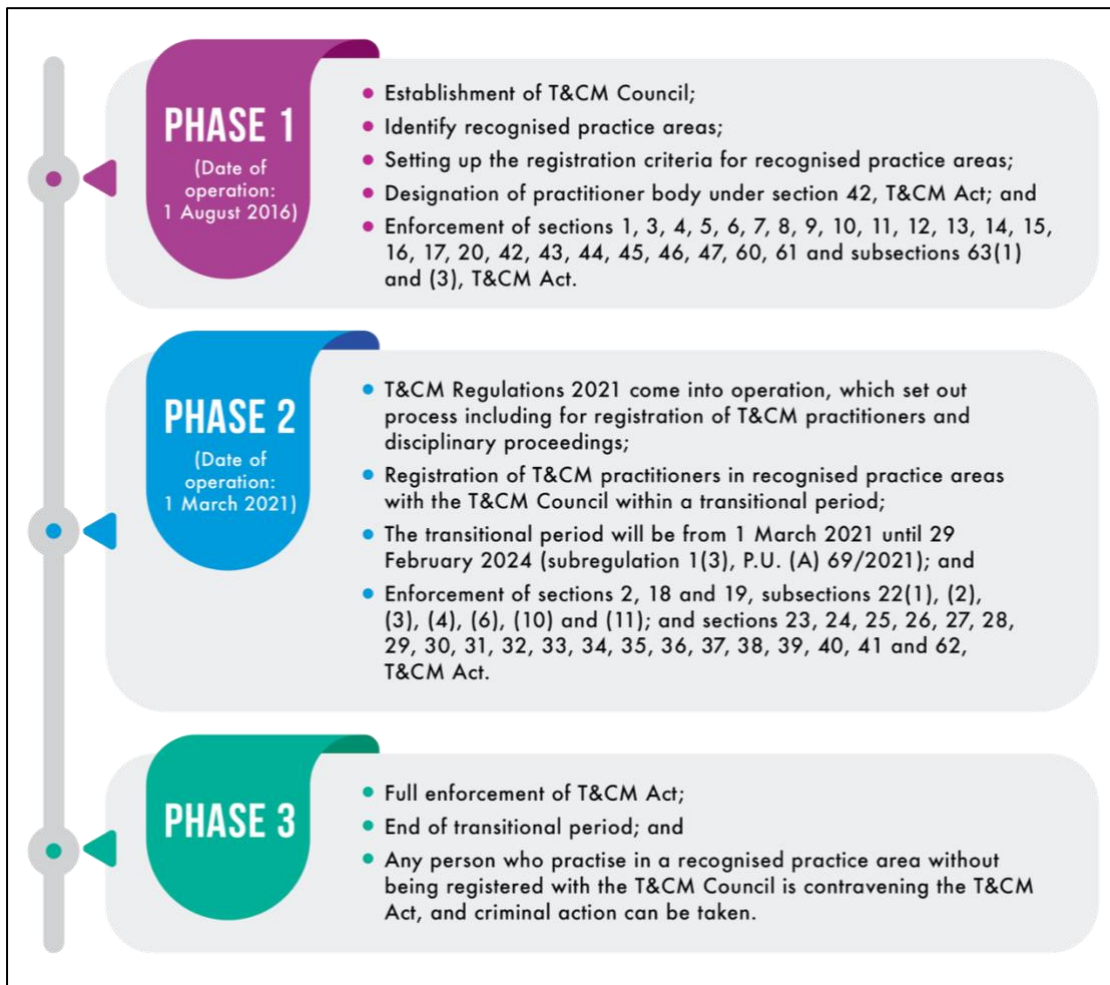 PHASE 1
(Date of
operation:
1 August 2016)
• Establishment of T&CM Council;
• Identify recognised practice areas;
• Setting up the registration criteria for recognised practice areas;
• Designation of practitioner body under section 42, T&CM Act; and
• Enforcement of sections 1, 3, 4, 5, 6, 7, 8, 9, 10, 11, 12, 13, 14, 15,
16, 17, 20, 42, 43, 44, 45, 46, 47, 60, 61 and subsections 63(1)
and (3), T&CM Act.
PHASE 2
(Date of
operation:
1 March 2021)
• T&CM Regulations 2021 come into operation, which set out
process including for registration of T&CM practitioners and
disciplinary proceedings;
• Registration of T&CM practitioners in recognised practice areas
with the T&CM Council within a transitional period;
• The transitional period will be from 1 March 2021 until 29
February 2024 (subregulation 1(3), P.U. (A) 69/2021); and
• Enforcement of sections 2, 18 and 19, subsections 22(1), (2),
(3), (4), (6), (10) and (11); and sections 23, 24, 25, 26, 27, 28,
29, 30, 31, 32, 33, 34, 35, 36, 37, 38, 39, 40, 41 and 62,
T&CM Act.
PHASE 3
• Full enforcement of T&CM Act;
• End of transitional period; and
• Any person who practise in a recognised practice area without
being registered with the T&CM Council is contravening the T&CM
Act, and criminal action can be taken.